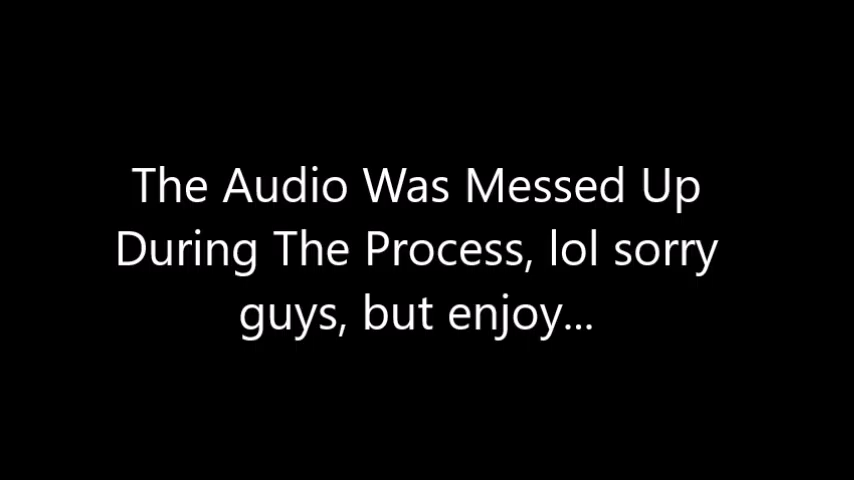 The Audio Was Messed Up
During The Process, lol sorry
guys, but enjoy...